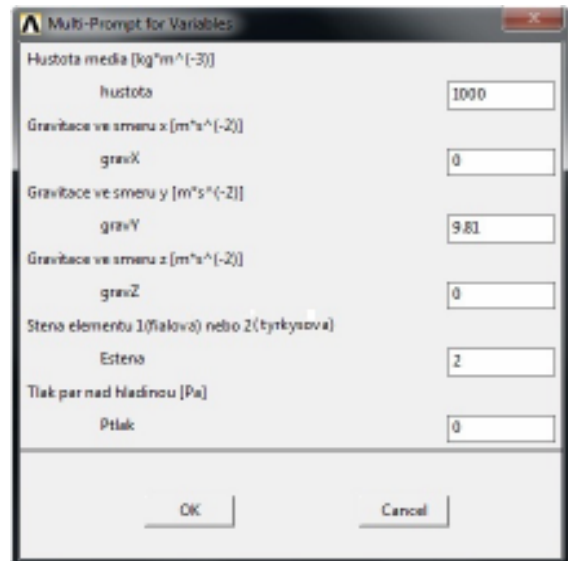 Multi-Prompt for Variables
Hustota media [kg*m^(-3)]
hustota 1000
Gravitace ve smeru x [m*s^(-2)]
gravX 0
Gravitace ve smeru y [m*s^(-2)]
gravY 9.81
Gravitace ve smeru z [m*s^(-2)]
gravZ 0
Stena elementu 1(fialova) nebo 2(tyrkysova)
Estena 2
Tlak par nad hladinou [Pa]
Ptlak 0
OK Cancel